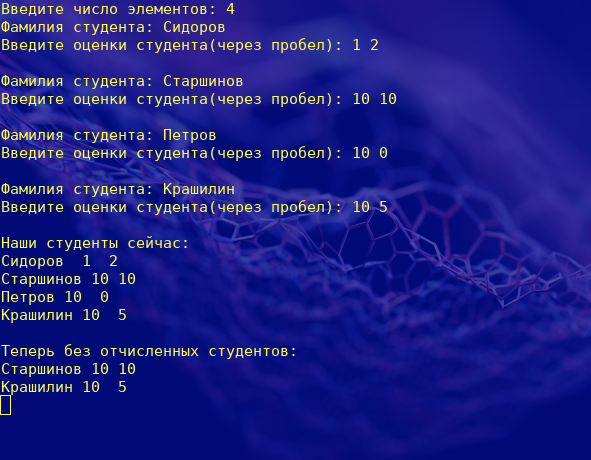 Введите число элементов: 4
Фамилия студента: Сидоров
Введите оценки студента(через пробел): 1 2
Фамилия студента: Старшинов
Введите оценки студента(через пробел): 10 10
Фамилия студента: Петров
Введите оценки студента(через пробел): 10 0
Фамилия студента: Крашилин
Введите оценки студента(через пробел): 10 5
Наши студенты сейчас:
Сидоров  1  2
Старшинов 10 10
Петров 10  0
Крашилин 10  5
Теперь без отчисленных студентов:
Старшинов 10 10
Крашилин 10  5